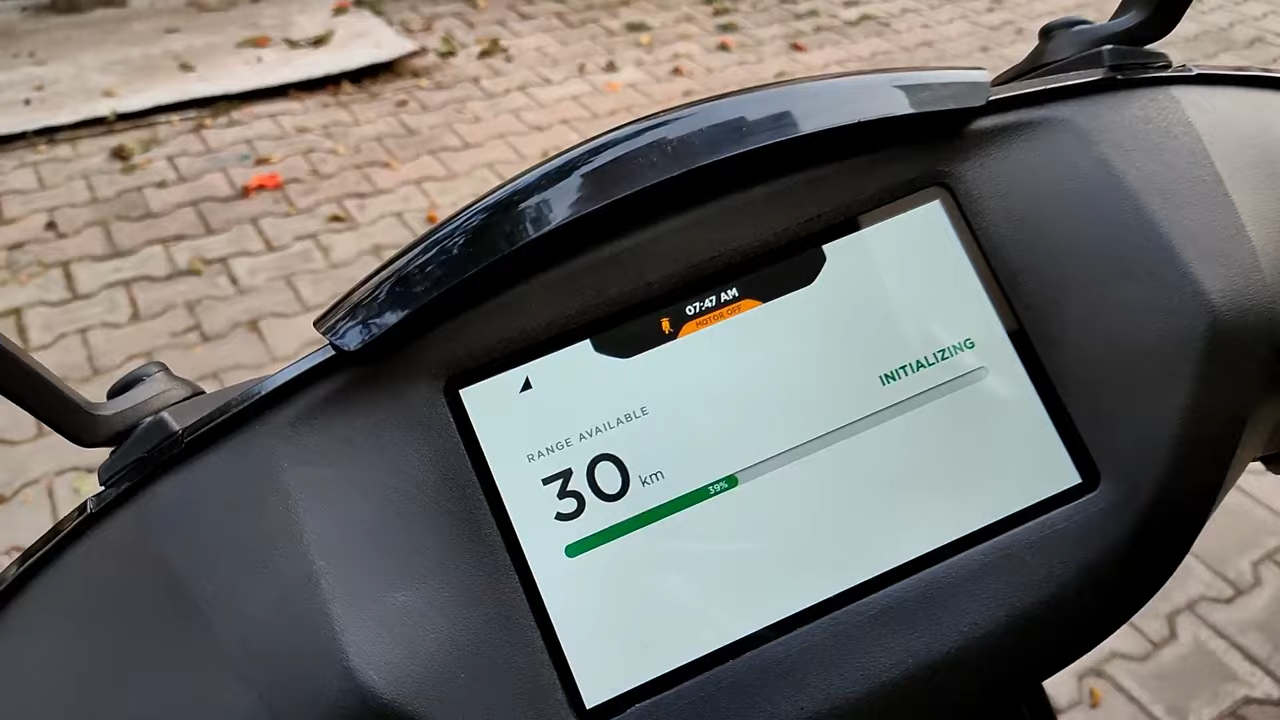 07:47 AM
MOTOR OFF
INITIALIZING
RANGE AVAILABLE
30 km
39%